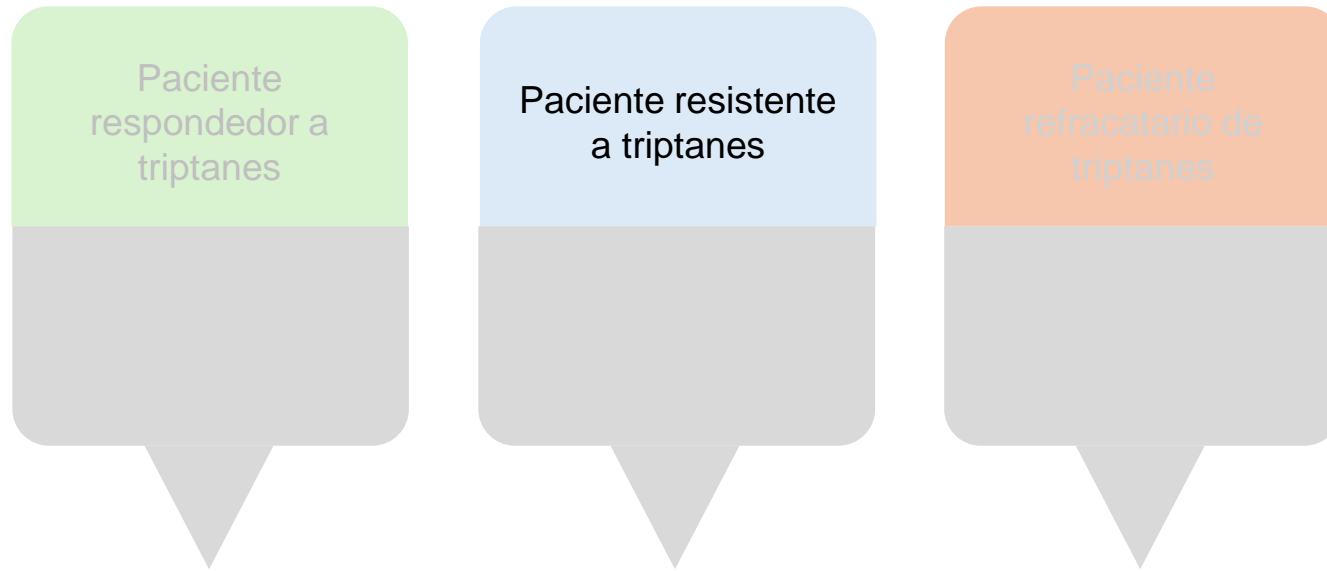 Paciente
respondedor a
triptanes
Paciente resistente
a triptanes
Paciente
refracatario de
triptanes